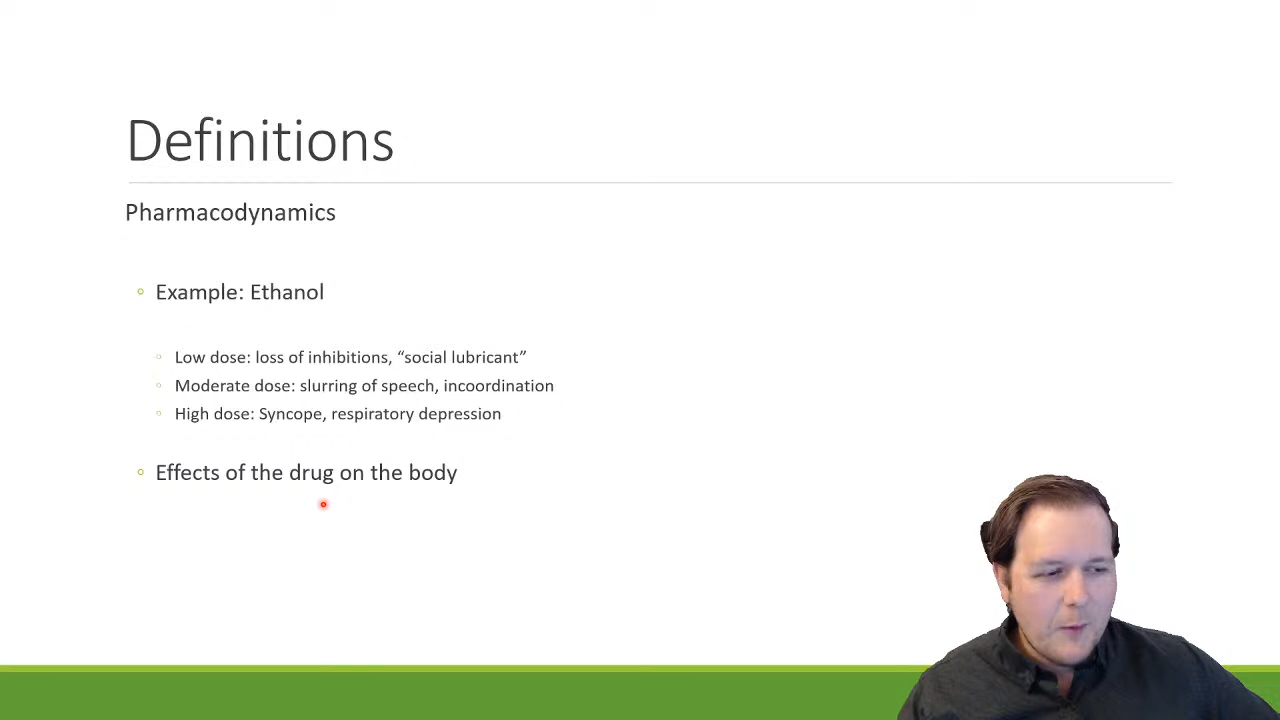 Definitions
Pharmacodynamics
Example: Ethanol
Low dose: loss of inhibitions, “social lubricant”
Moderate dose: slurring of speech, incoordination
High dose: Syncope, respiratory depression
Effects of the drug on the body